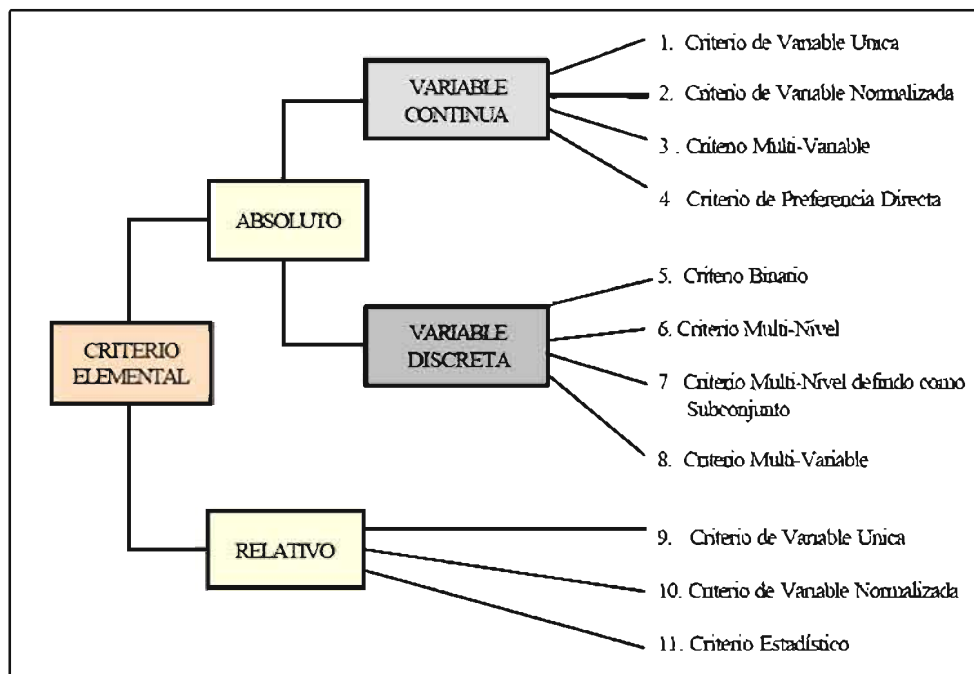 1. Criterio de Variable Unica
VARIABLE
CONTINUA
2. Criterio de Variable Normalizada
3 . Criterio Multi-Variable
4 Criterio de Preferencia Directa
ABSOLUTO
5. Criterio Binario
VARIABLE
DISCRETA
6. Criterio Multi-Nivel
7 Criterio Multi-Nivel defindo como
Subconjunto
8. Criterio Multi-Variable
CRITERIO
ELEMENTAL
RELATIVO
9. Criterio de Variable Unica
10. Criterio de Variable Normalizada
11. Criterio Estadístico